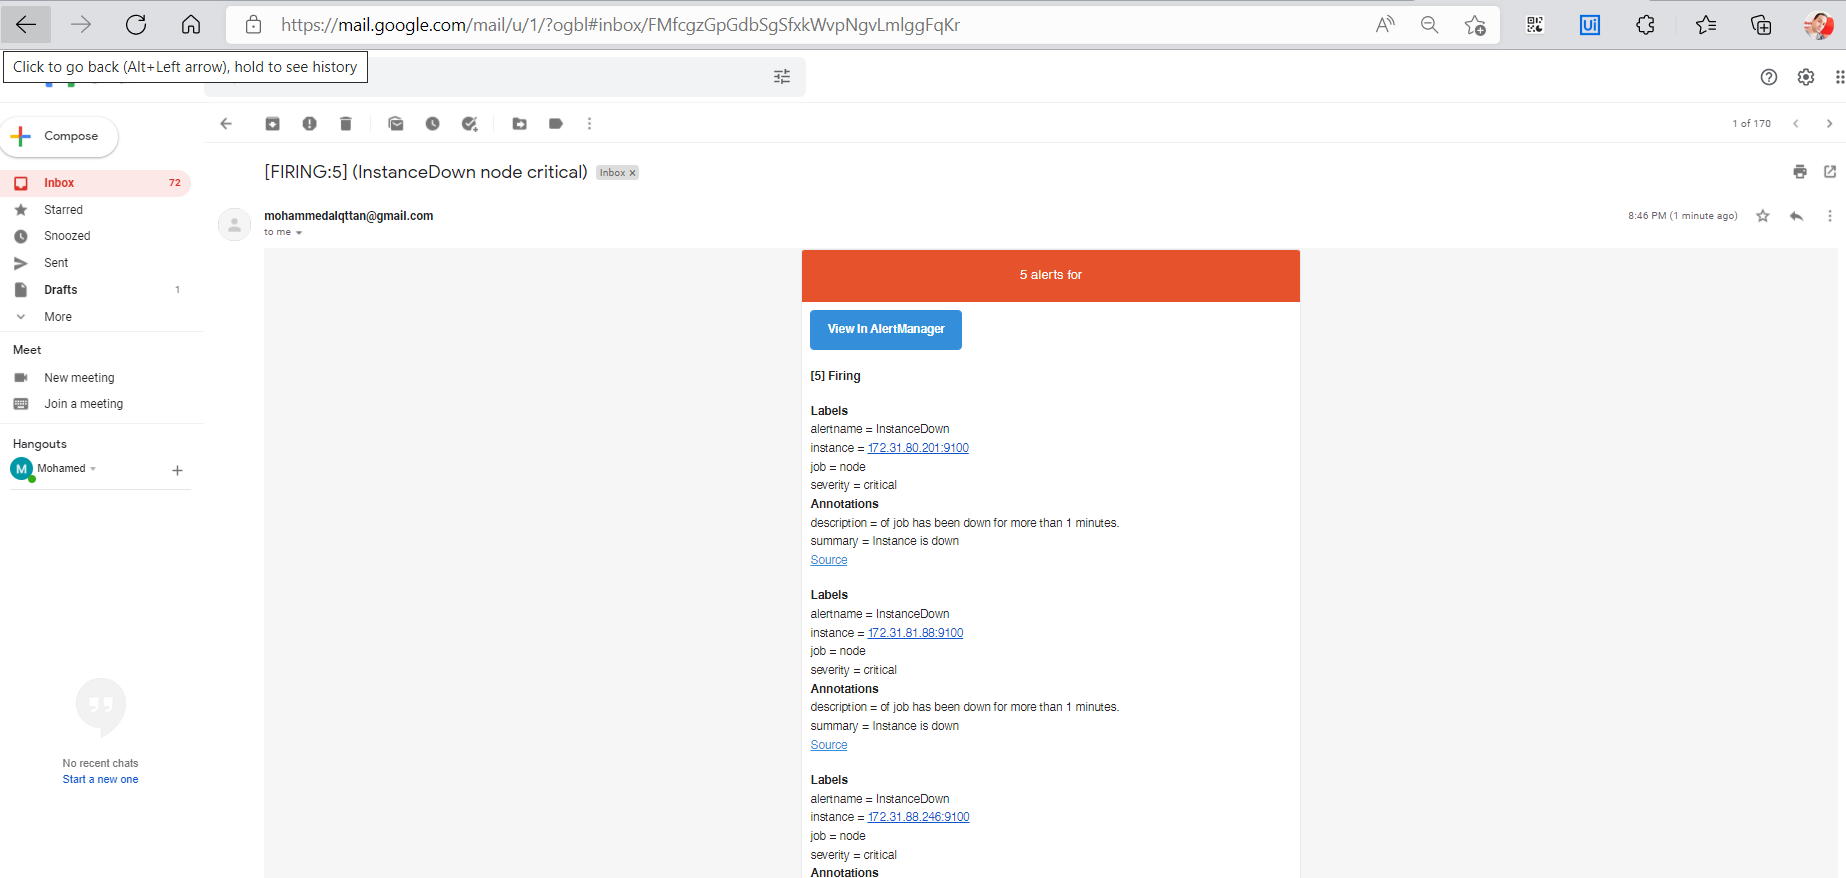 https://mail.google.com/mail/u/1/?ogbl#inbox/FMfcgzGpGdbSgSfxkWvpNgvLmlggFqKr
Click to go back (Alt+Left arrow), hold to see history
Compose
1 of 170
Inbox 72
Starred
Snoozed
Sent
Drafts 1
More
Meet
New meeting
Join a meeting
Hangouts
M Mohamed
No recent chats
Start a new one
[FIRING:5] (InstanceDown node critical) Inbox x
mohammedalqttan@gmail.com 8:46 PM (1 minute ago)
to me
5 alerts for
View In AlertManager
[5] Firing
Labels
alertname = InstanceDown
instance = 172.31.80.201:9100
job = node
severity = critical
Annotations
description = of job has been down for more than 1 minutes.
summary = Instance is down
Source
Labels
alertname = InstanceDown
instance = 172.31.81.88:9100
job = node
severity = critical
Annotations
description = of job has been down for more than 1 minutes.
summary = Instance is down
Source
Labels
alertname = InstanceDown
instance = 172.31.88.246:9100
job = node
severity = critical
Annotations